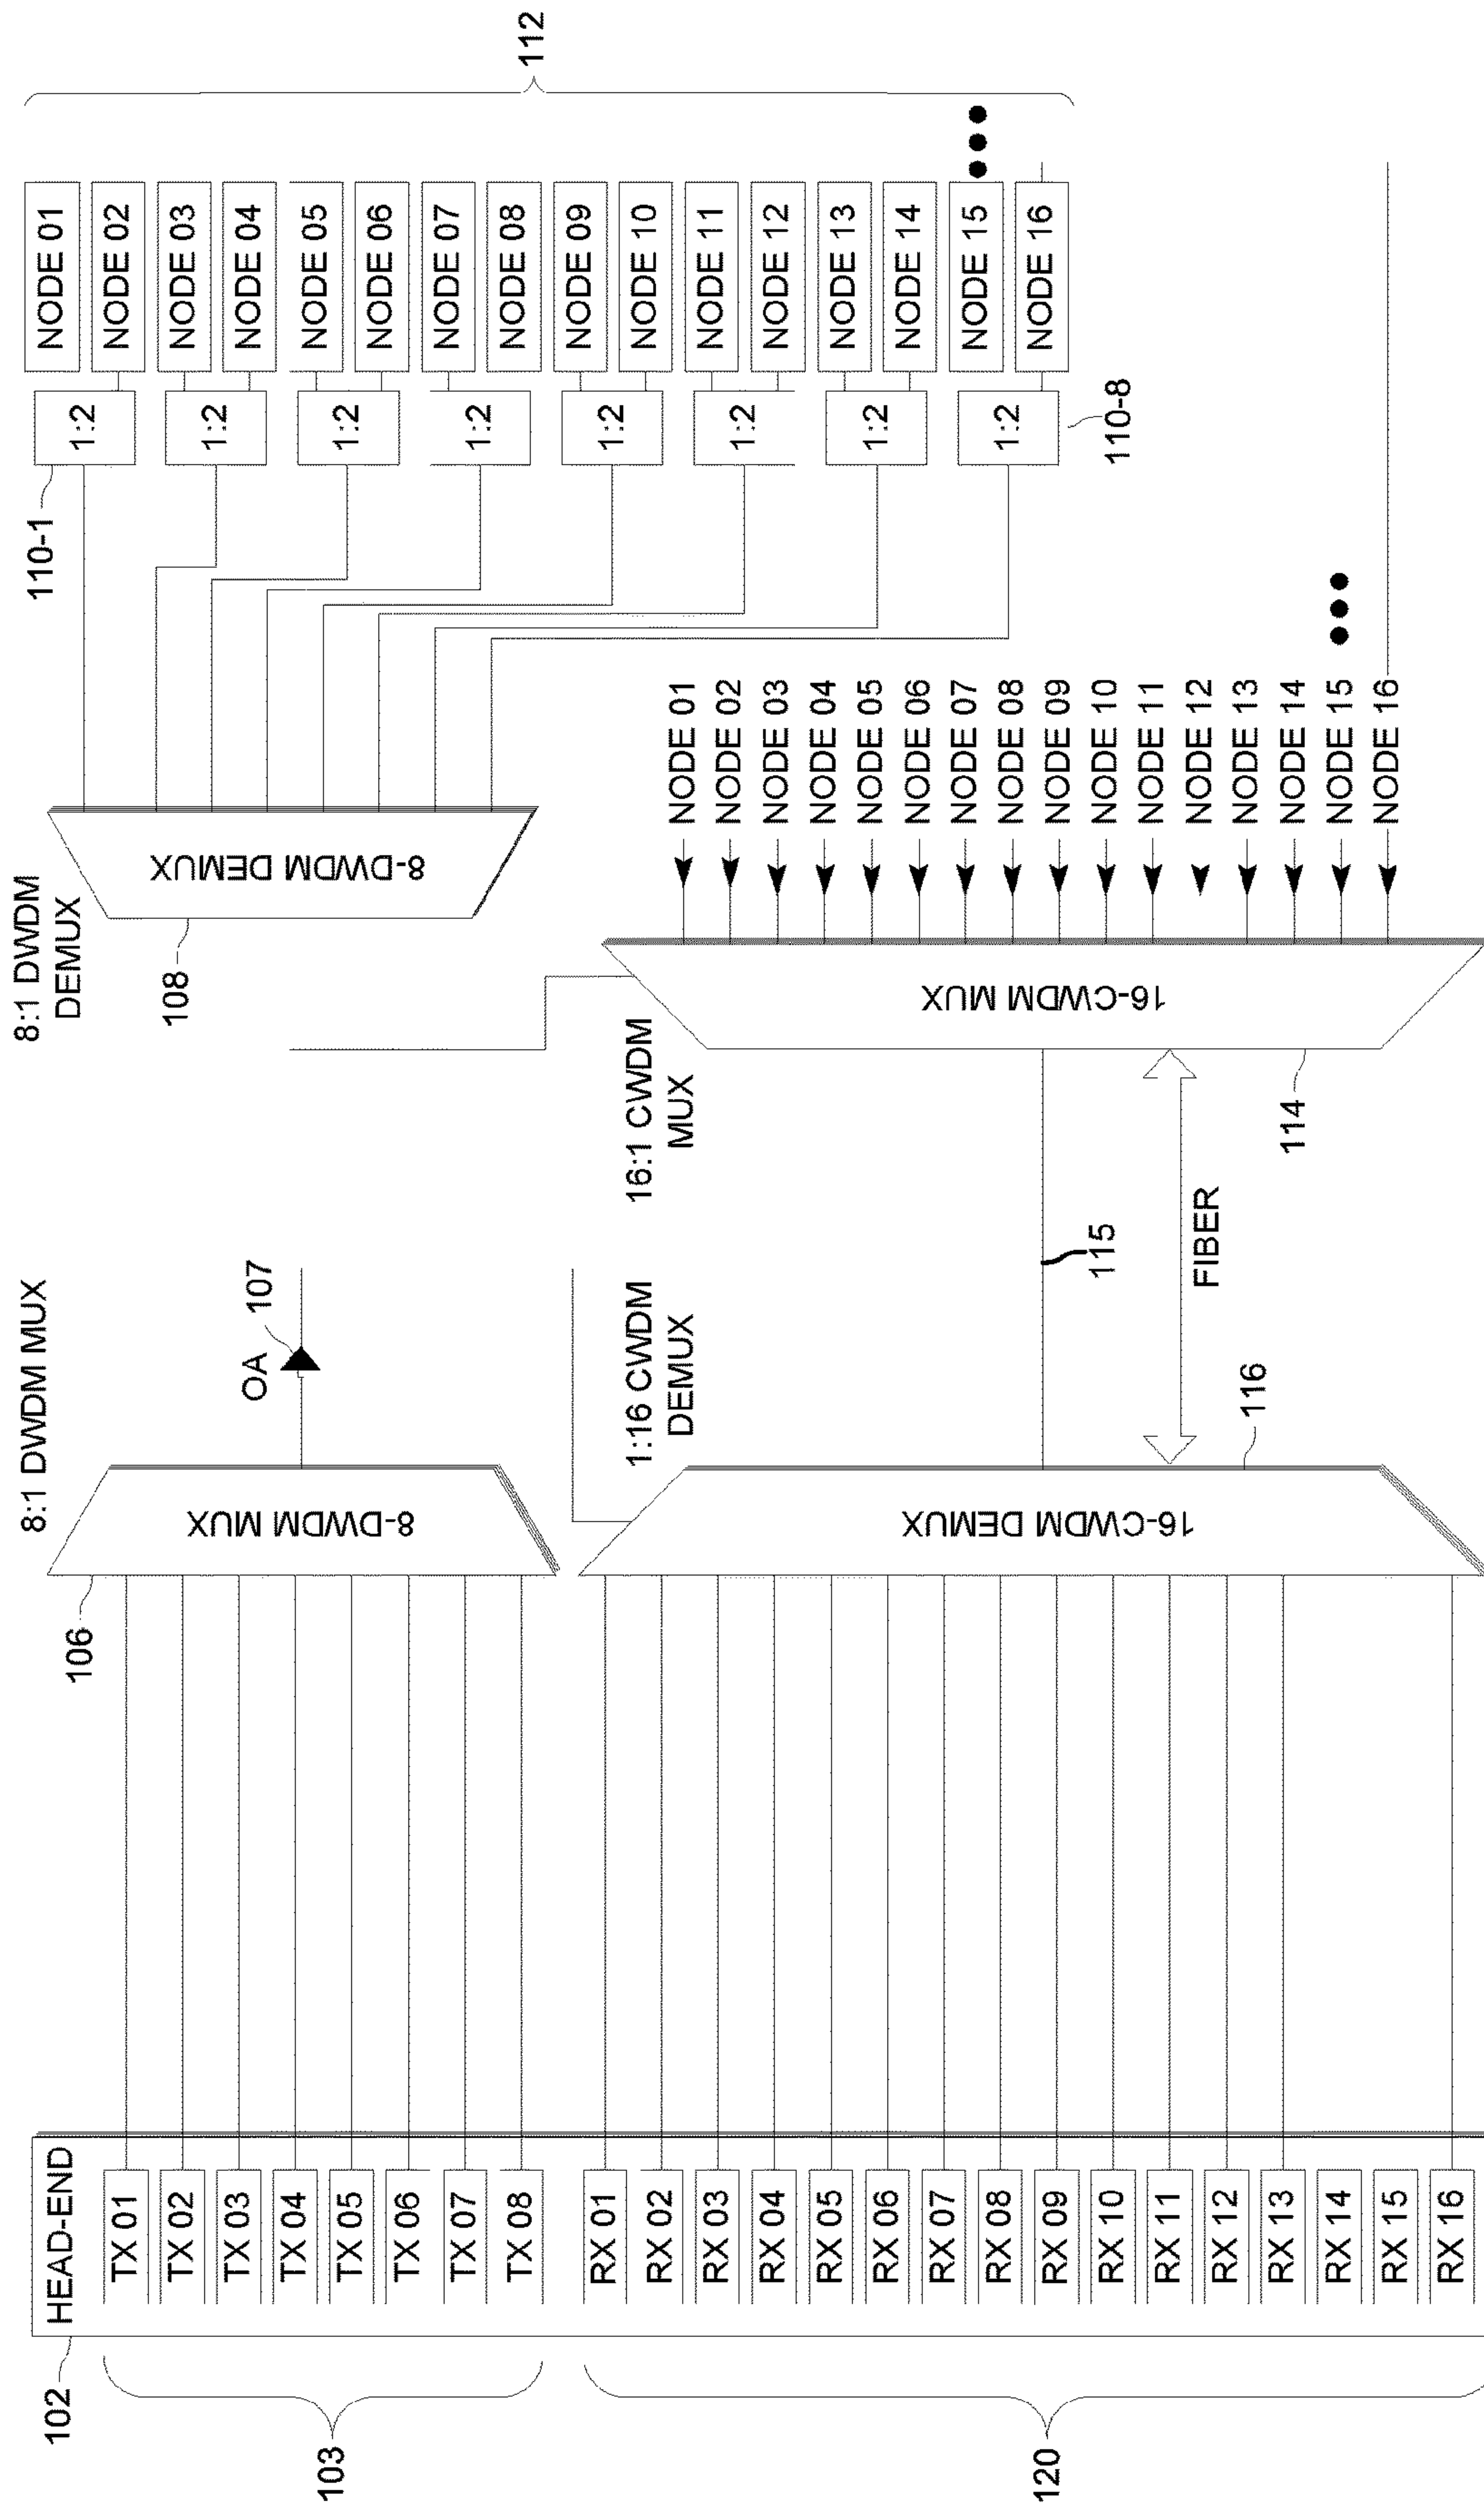 102
HEAD-END
103
TX 01
TX 02
TX 03
TX 04
TX 05
TX 06
TX 07
TX 08
120
RX 01
RX 02
RX 03
RX 04
RX 05
RX 06
RX 07
RX 08
RX 09
RX 10
RX 11
RX 12
RX 13
RX 14
RX 15
RX 16
8:1 DWDM MUX
106
8-DWDM MUX
OA
107
1:16 CWDM
DEMUX
16-CWDM DEMUX
116
115
FIBER
8:1 DWDM
DEMUX
108
8-DWDM DEMUX
16:1 CWDM
MUX
16-CWDM MUX
114
NODE 01
NODE 02
NODE 03
NODE 04
NODE 05
NODE 06
NODE 07
NODE 08
NODE 09
NODE 10
NODE 11
NODE 12
NODE 13
NODE 14
NODE 15
NODE 16
110-1
1:2
1:2
1:2
1:2
1:2
1:2
1:2
1:2
110-8
NODE 01
NODE 02
NODE 03
NODE 04
NODE 05
NODE 06
NODE 07
NODE 08
NODE 09
NODE 10
NODE 11
NODE 12
NODE 13
NODE 14
NODE 15
NODE 16
112